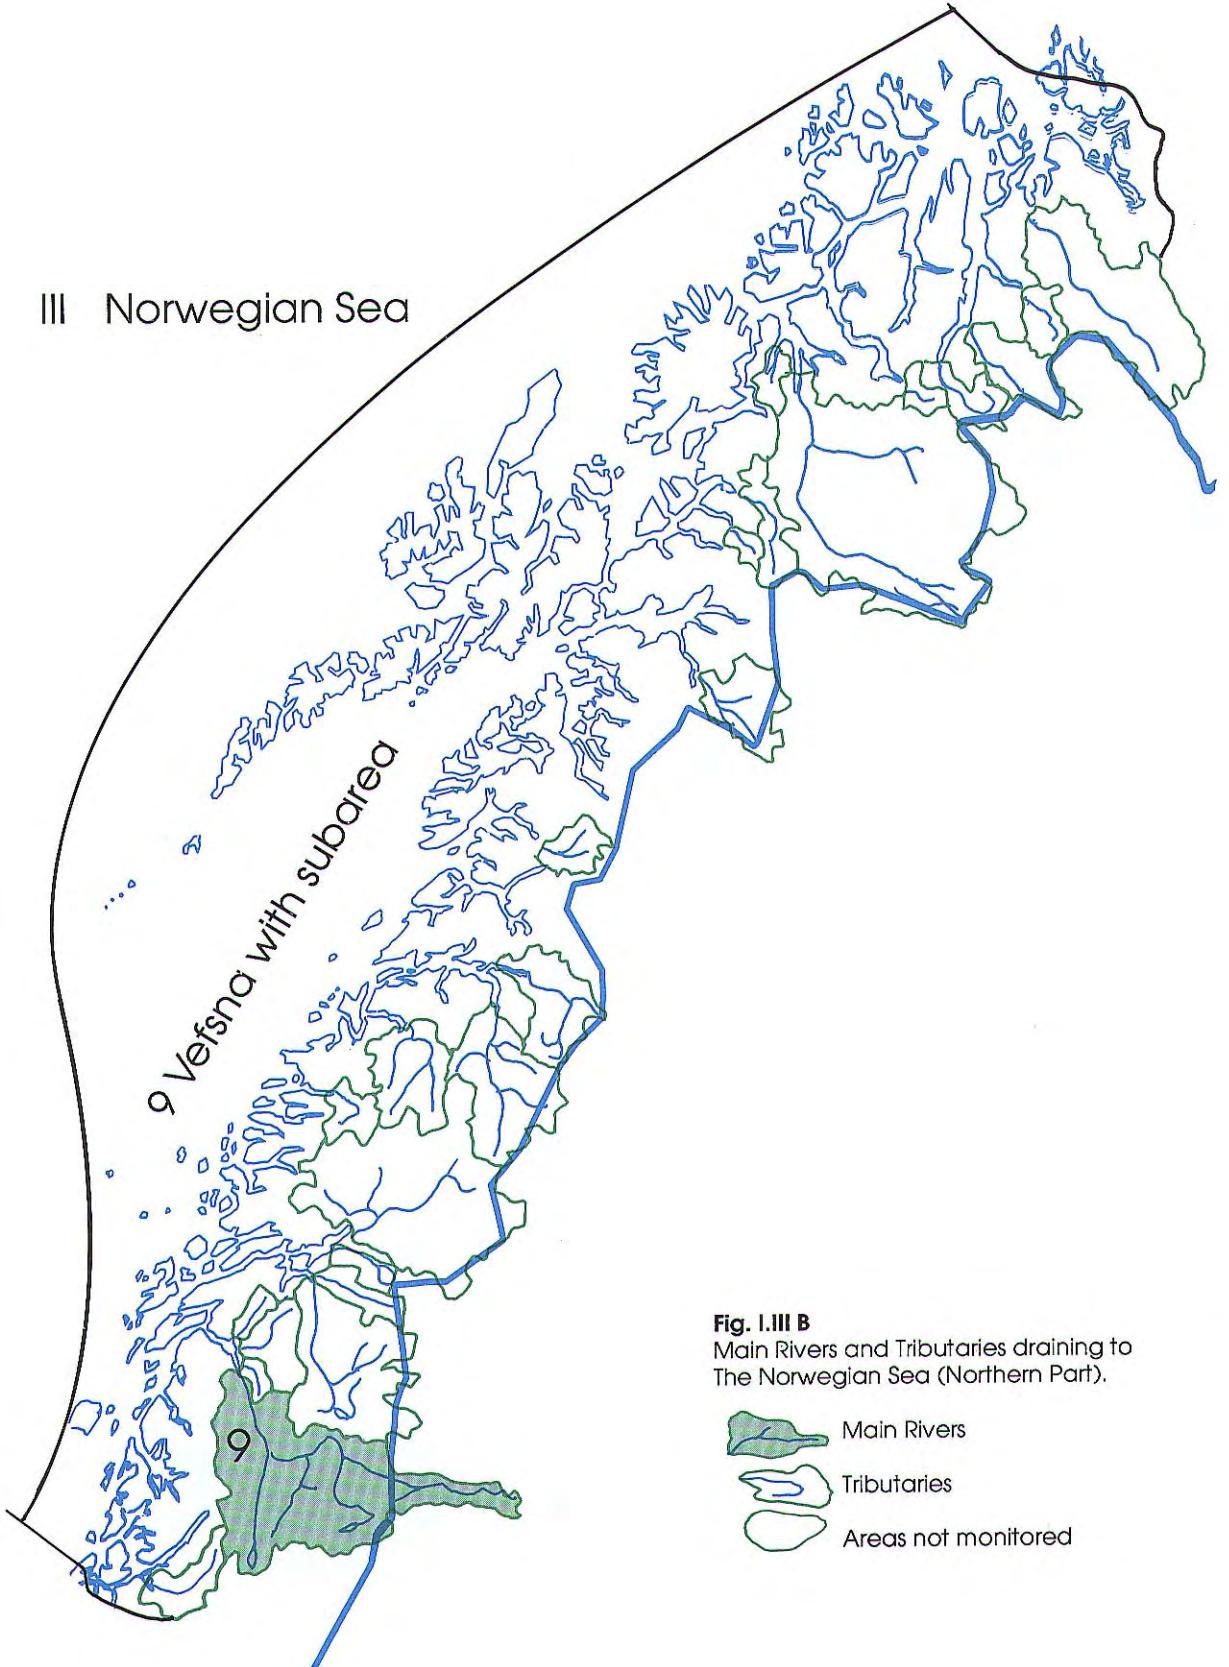 III Norwegian Sea
9 Vefsna with subarea
9
Fig. I.III B
Main Rivers and Tributaries draining to
The Norwegian Sea (Northern Part).
Main Rivers
Tributaries
Areas not monitored